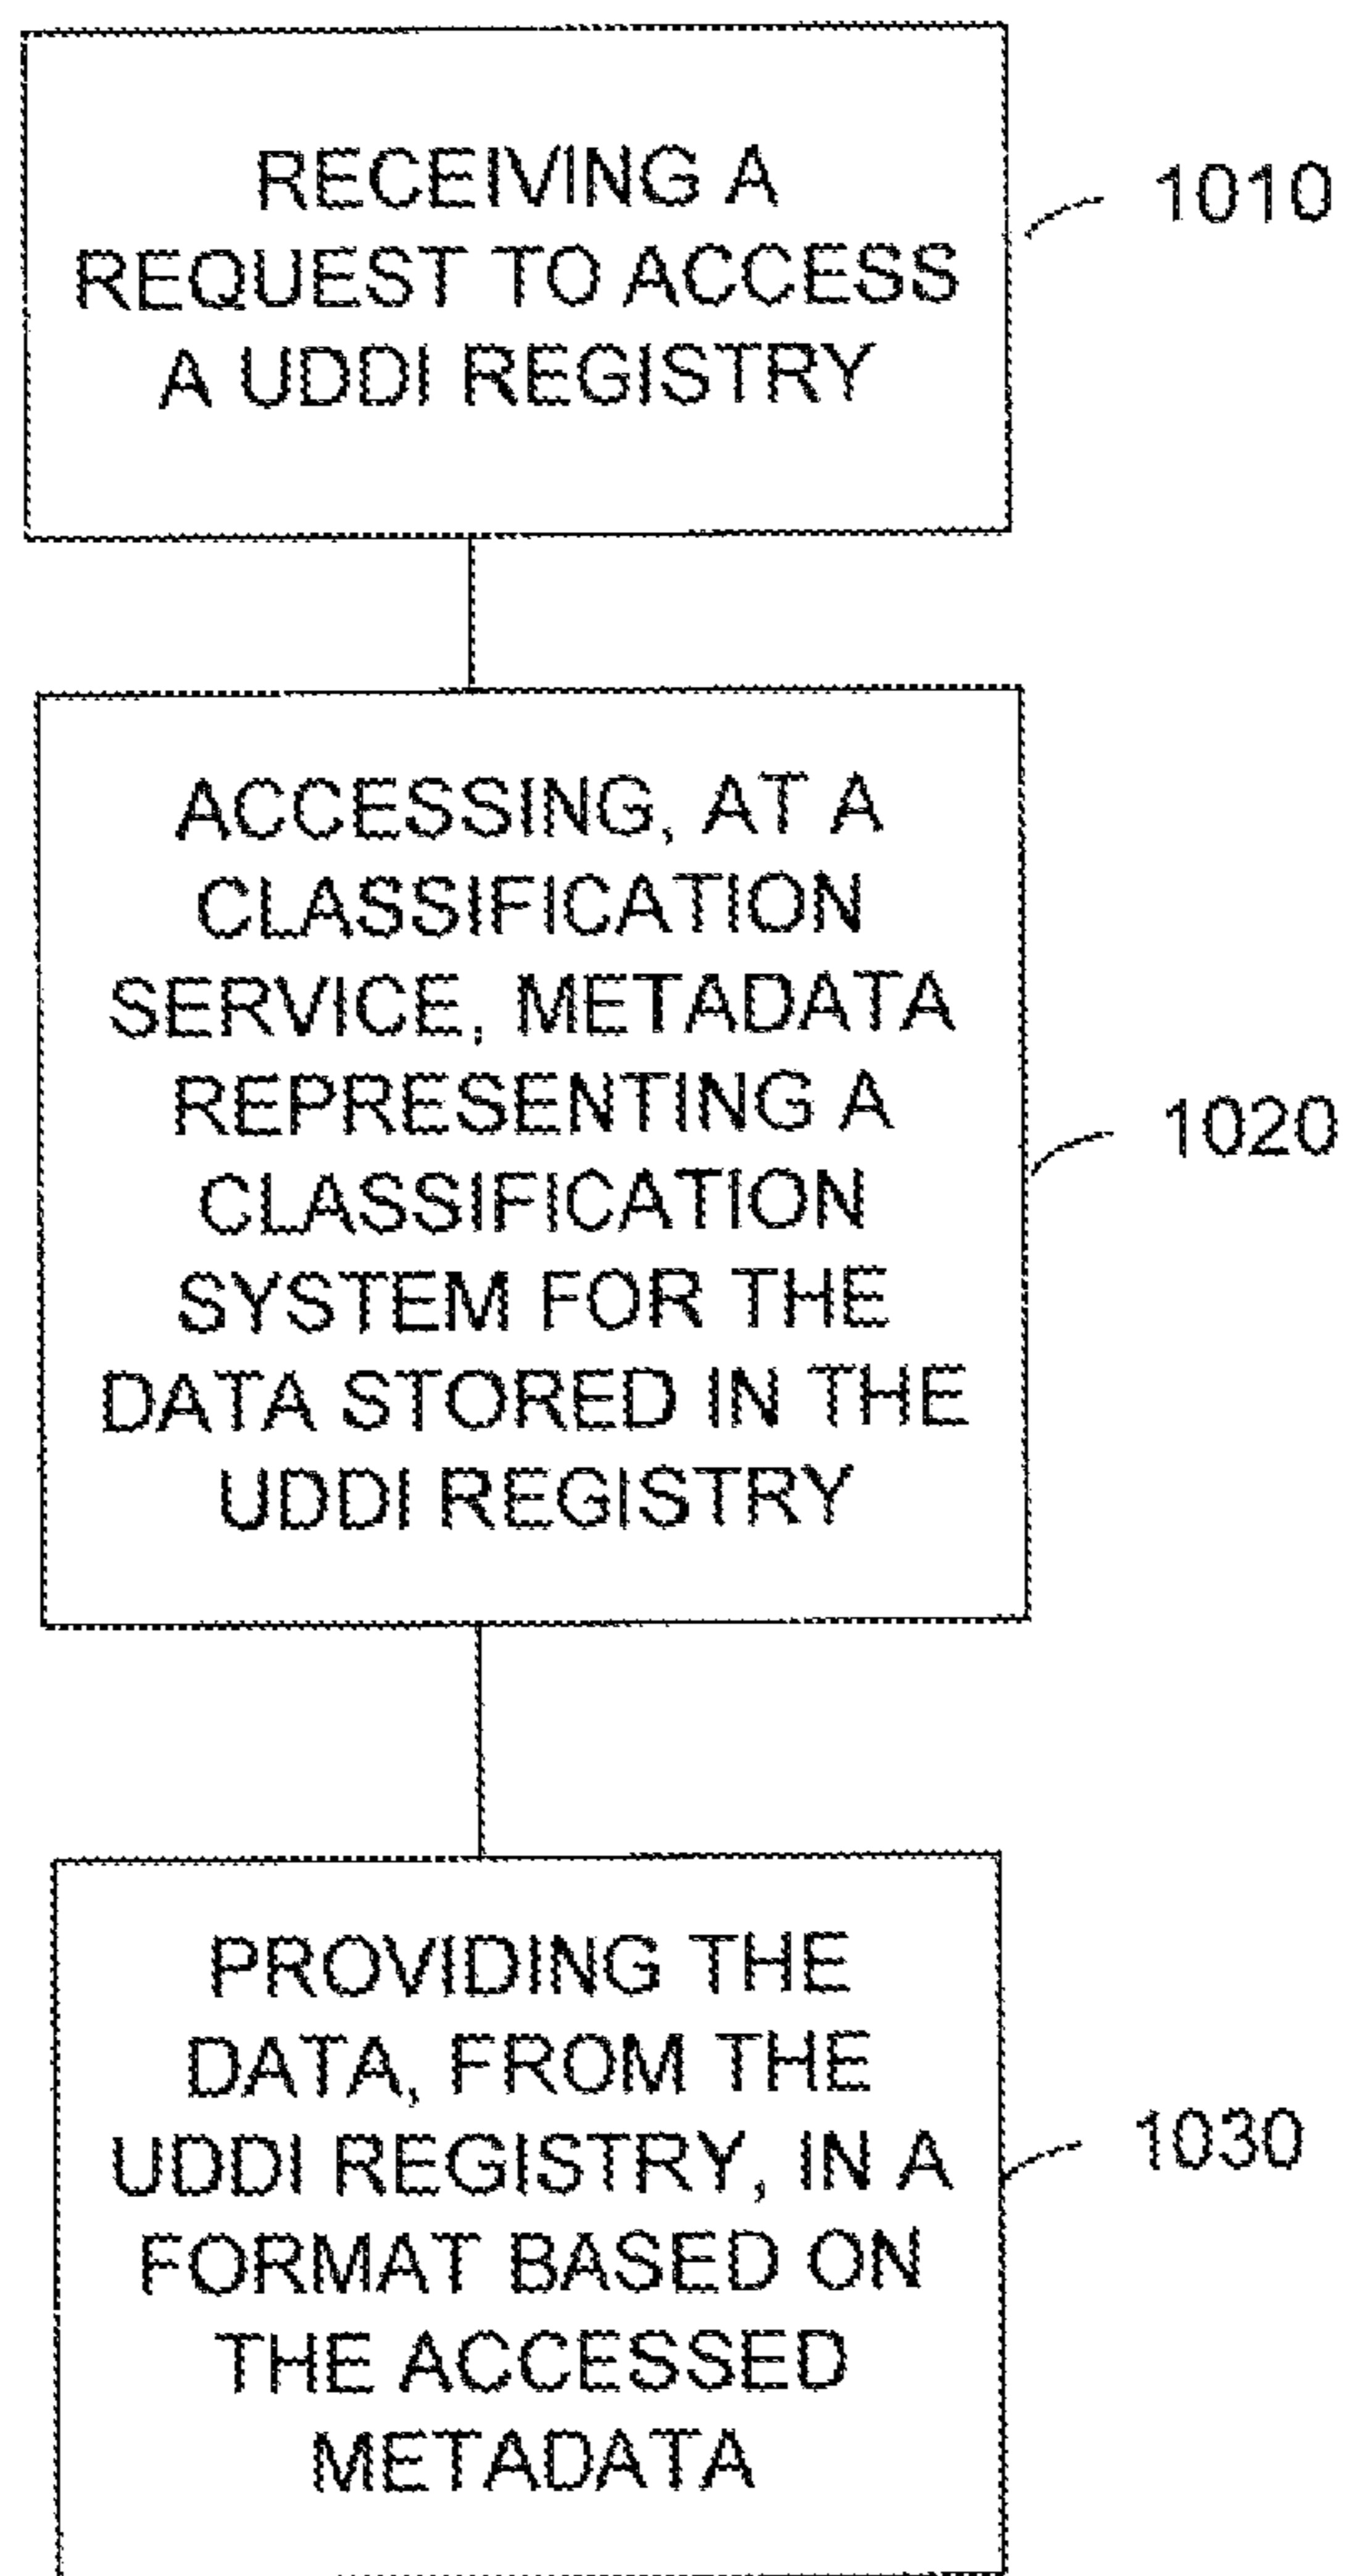 RECEIVING A
REQUEST TO ACCESS
A UDDI REGISTRY
1010
ACCESSING, AT A
CLASSIFICATION
SERVICE, METADATA
REPRESENTING A
CLASSIFICATION
SYSTEM FOR THE
DATA STORED IN THE
UDDI REGISTRY
1020
PROVIDING THE
DATA, FROM THE
UDDI REGISTRY, IN A
FORMAT BASED ON
THE ACCESSED
METADATA
1030